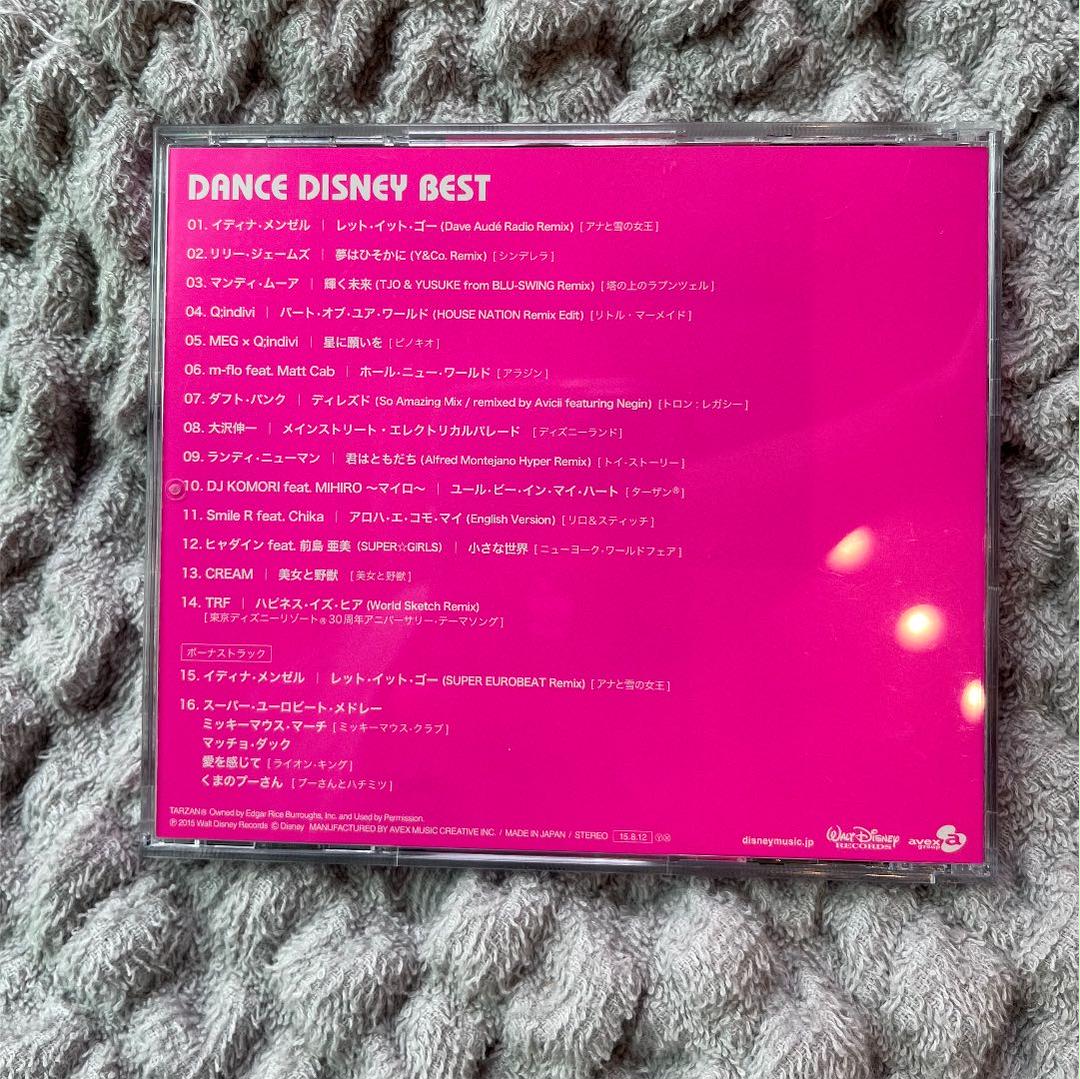 DANCE DISNEY BEST
01. イディナ・メンゼル | レット・イット・ゴー (Dave Audé Radio Remix) [アナと雪の女王]
02. リリー・ジェームズ | 夢はひそかに (Y&Co. Remix) [シンデレラ]
03. マンディ・ムーア | 輝く未来 (TJO & YUSUKE from BLU-SWING Remix) [塔の上のラプンツェル]
04. Q;indivi | パート・オブ・ユア・ワールド (HOUSE NATION Remix Edit) [リトル・マーメイド]
05. MEG × Q;indivi | 星に願いを [ピノキオ]
06. m-flo feat. Matt Cab | ホール・ニュー・ワールド [アラジン]
07. ダフト・パンク | ディレズド (So Amazing Mix / remixed by Avicii featuring Negin) [トロン：レガシー]
08. 大沢伸一 | メインストリート・エレクトリカルパレード [ディズニーランド]
09. ランディ・ニューマン | 君はともだち (Alfred Montejano Hyper Remix) [トイ・ストーリー]
10. DJ KOMORI feat. MIHIRO ～マイロ～ | ユール・ビー・イン・マイ・ハート [ターザン®]
11. Smile R feat. Chika | アロハ・エ・コモ・マイ (English Version) [リロ＆スティッチ]
12. ヒャダイン feat. 前島 亜美 (SUPER☆GiRLS) | 小さな世界 [ニューヨーク・ワールドフェア]
13. CREAM | 美女と野獣 [美女と野獣]
14. TRF | ハピネス・イズ・ヒア (World Sketch Remix)
[東京ディズニーリゾート®30周年アニバーサリー・テーマソング]
ボーナストラック
15. イディナ・メンゼル | レット・イット・ゴー (SUPER EUROBEAT Remix) [アナと雪の女王]
16. スーパー・ユーロビート・メドレー
ミッキーマウス・マーチ [ミッキーマウス・クラブ]
マッチョ・ダック
愛を感じて [ライオン・キング]
くまのプーさん [プーさんとハチミツ]
TARZAN® Owned by Edgar Rice Burroughs, Inc. and Used by Permission.
℗ 2015 Walt Disney Records © Disney MANUFACTURED BY AVEX MUSIC CREATIVE INC. / MADE IN JAPAN / STEREO 15.8.12
disneymusic.jp WALT DISNEY RECORDS avex group a